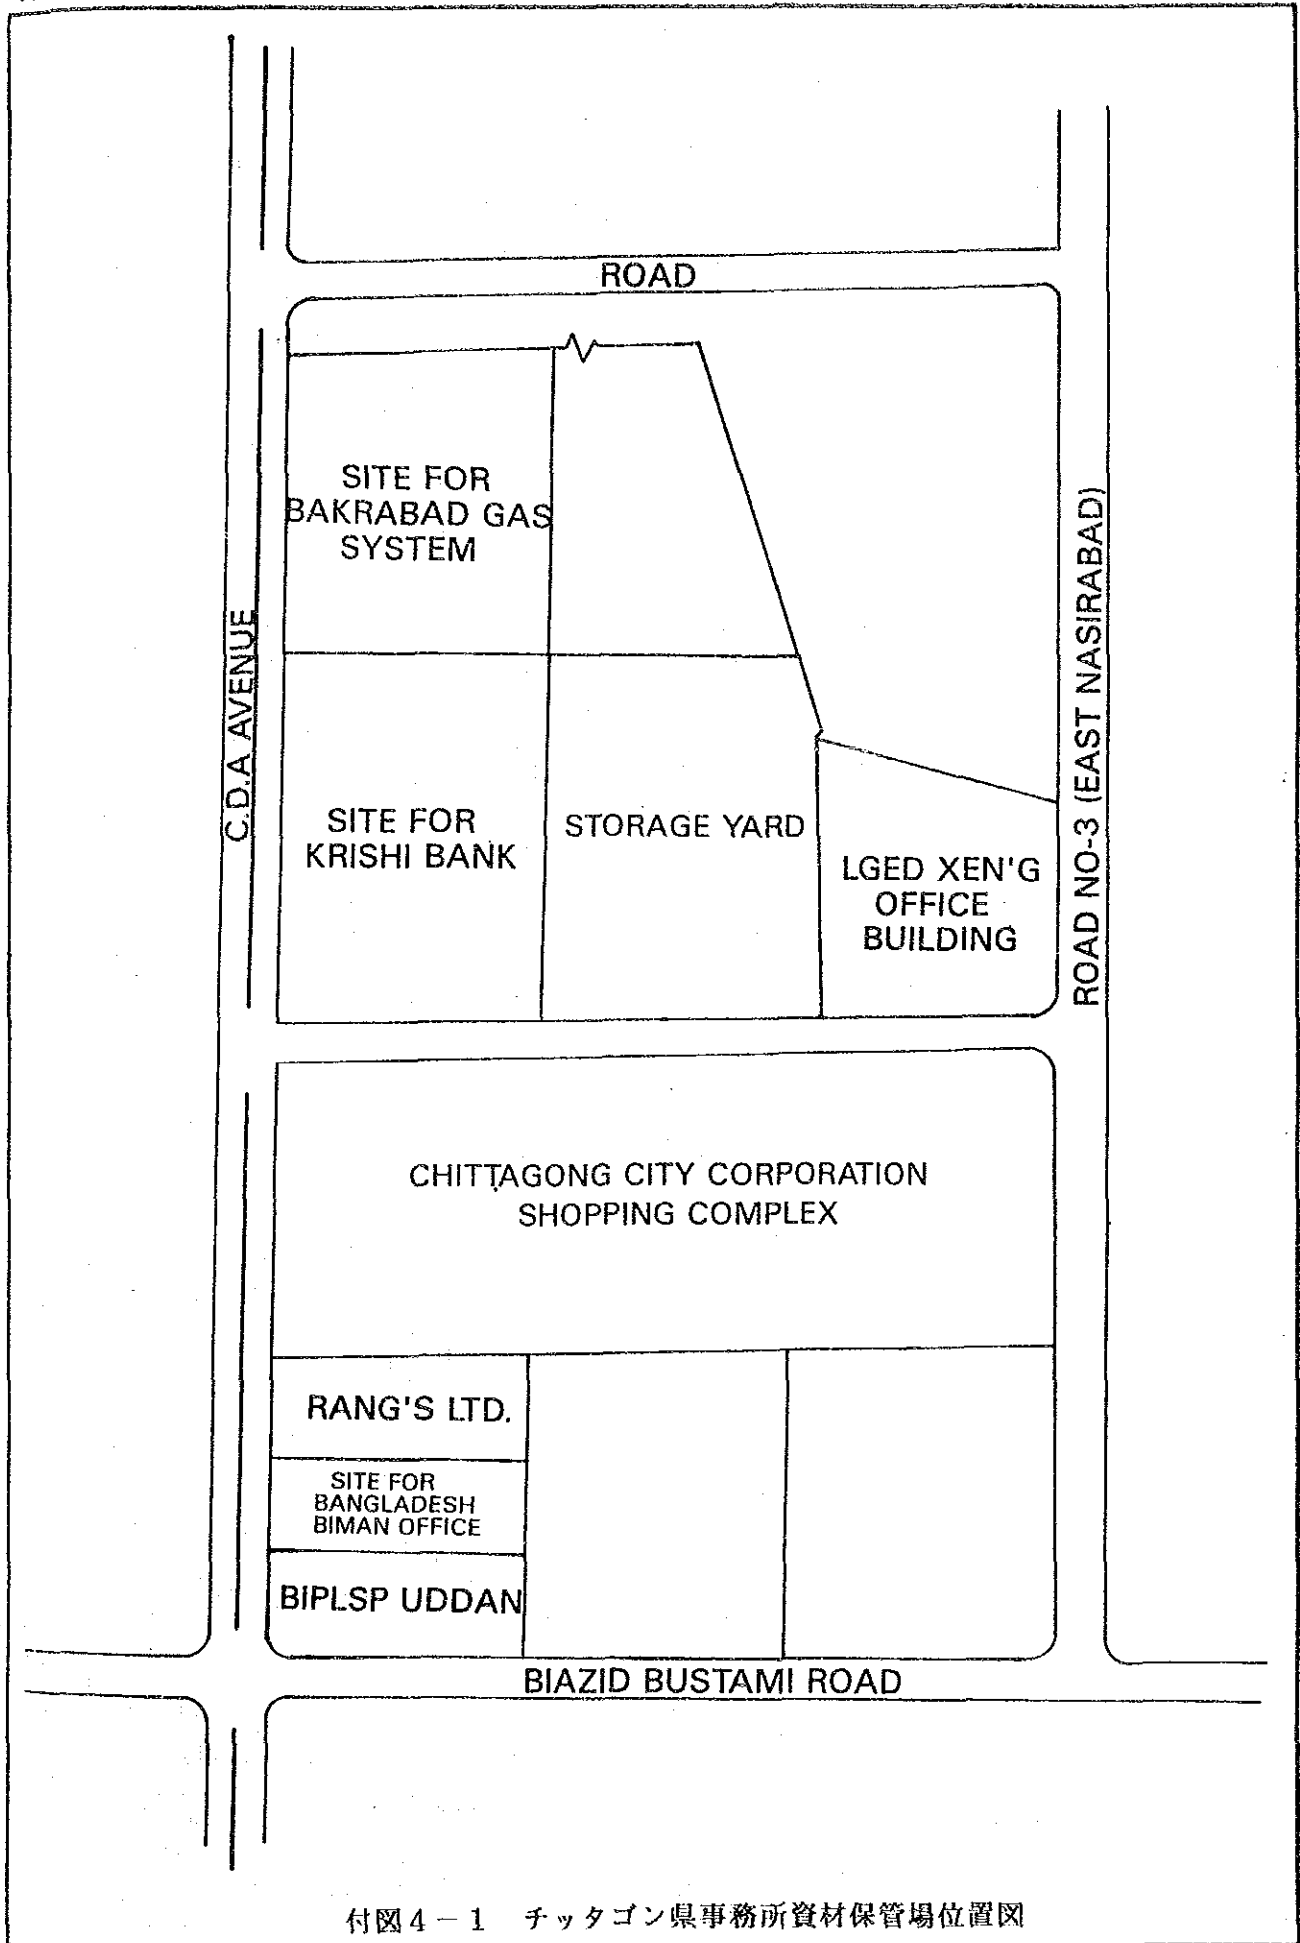 ROAD
SITE FOR
BAKRABAD GAS
SYSTEM
C.D.A AVENUE
ROAD NO-3 (EAST NASIRABAD)
SITE FOR
KRISHI BANK
STORAGE YARD
LGED XEN'G
OFFICE
BUILDING
CHITTAGONG CITY CORPORATION
SHOPPING COMPLEX
RANG'S LTD.
SITE FOR
BANGLADESH
BIMAN OFFICE
BIPLSP UDDAN
BIAZID BUSTAMI ROAD
付図4-1 チッタゴン県事務所資材保管場位置図